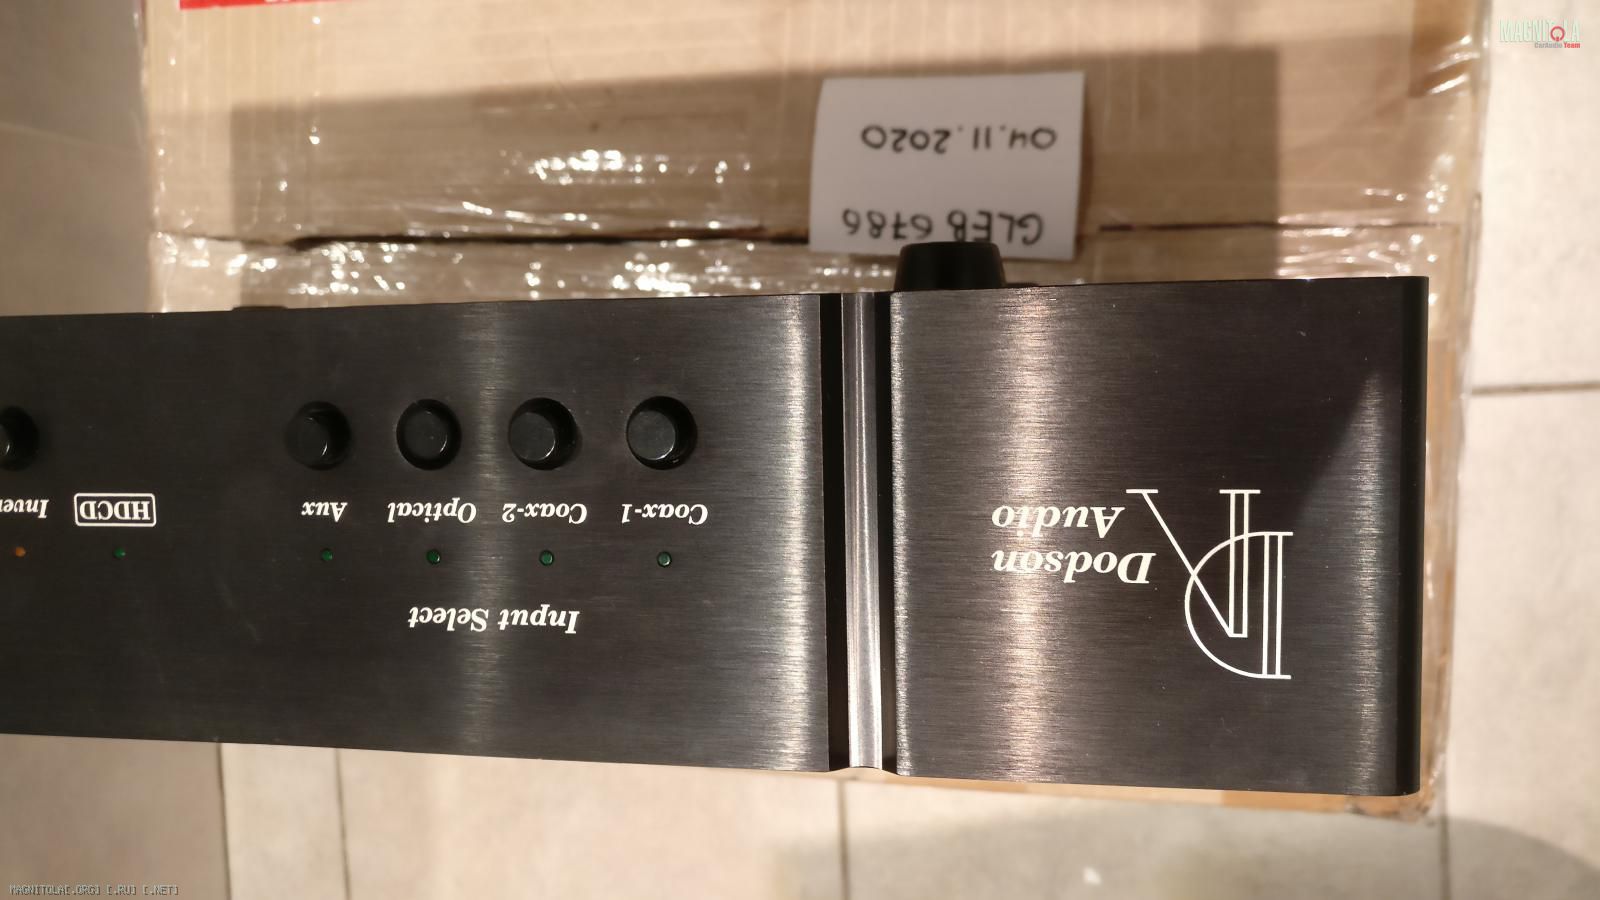 MAGNITOLA
CarAudio Team
GLEB 6786
04.11.2020
Dodson
Audio
Input Select
Coax-1 Coax-2 Optical Aux
HDCD
MAGNITOLA[.ORG] [.RU] [.NET]